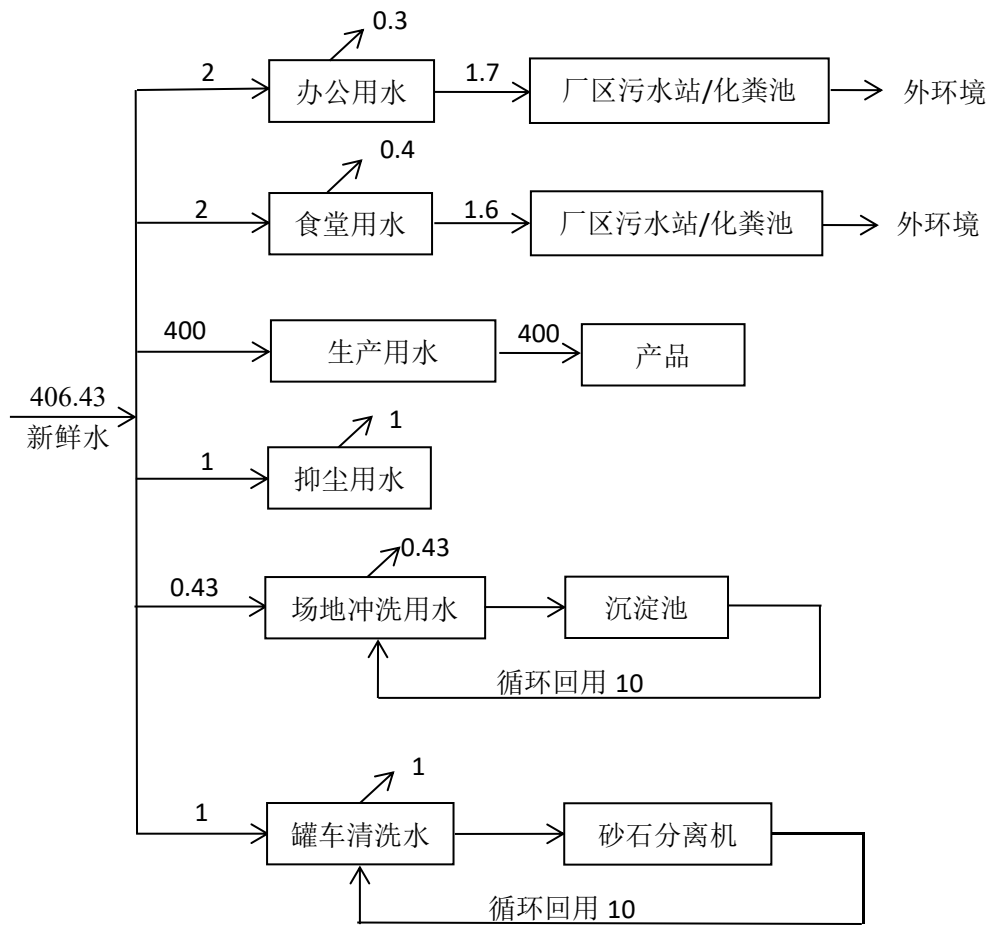 0.3
2
办公用水
1.7
厂区污水站/化粪池
外环境
0.4
2
食堂用水
1.6
厂区污水站/化粪池
外环境
400
生产用水
400
产品
406.43
新鲜水
1
1
抑尘用水
0.43
0.43
场地冲洗用水
沉淀池
循环回用 10
1
1
罐车清洗水
砂石分离机
循环回用 10